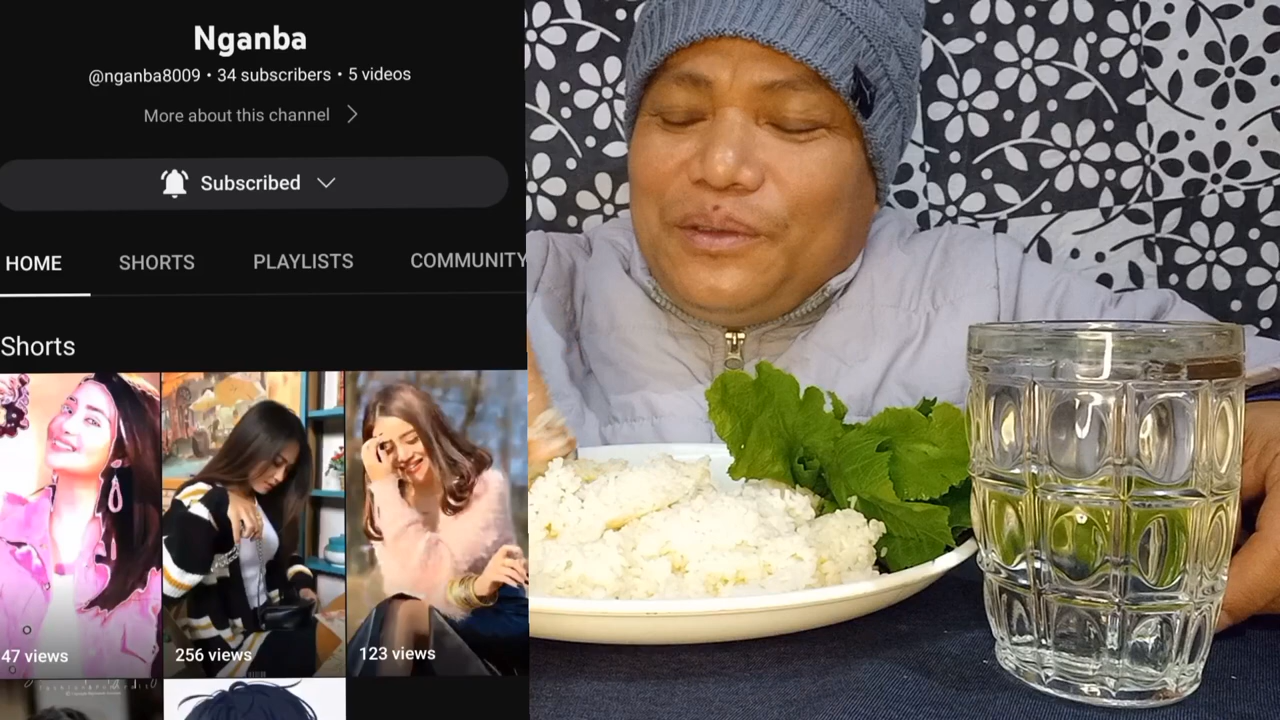 Nganba
@nganba8009 • 34 subscribers • 5 videos
More about this channel
Subscribed
HOME SHORTS PLAYLISTS COMMUNITY
Shorts
47 views
256 views
123 views